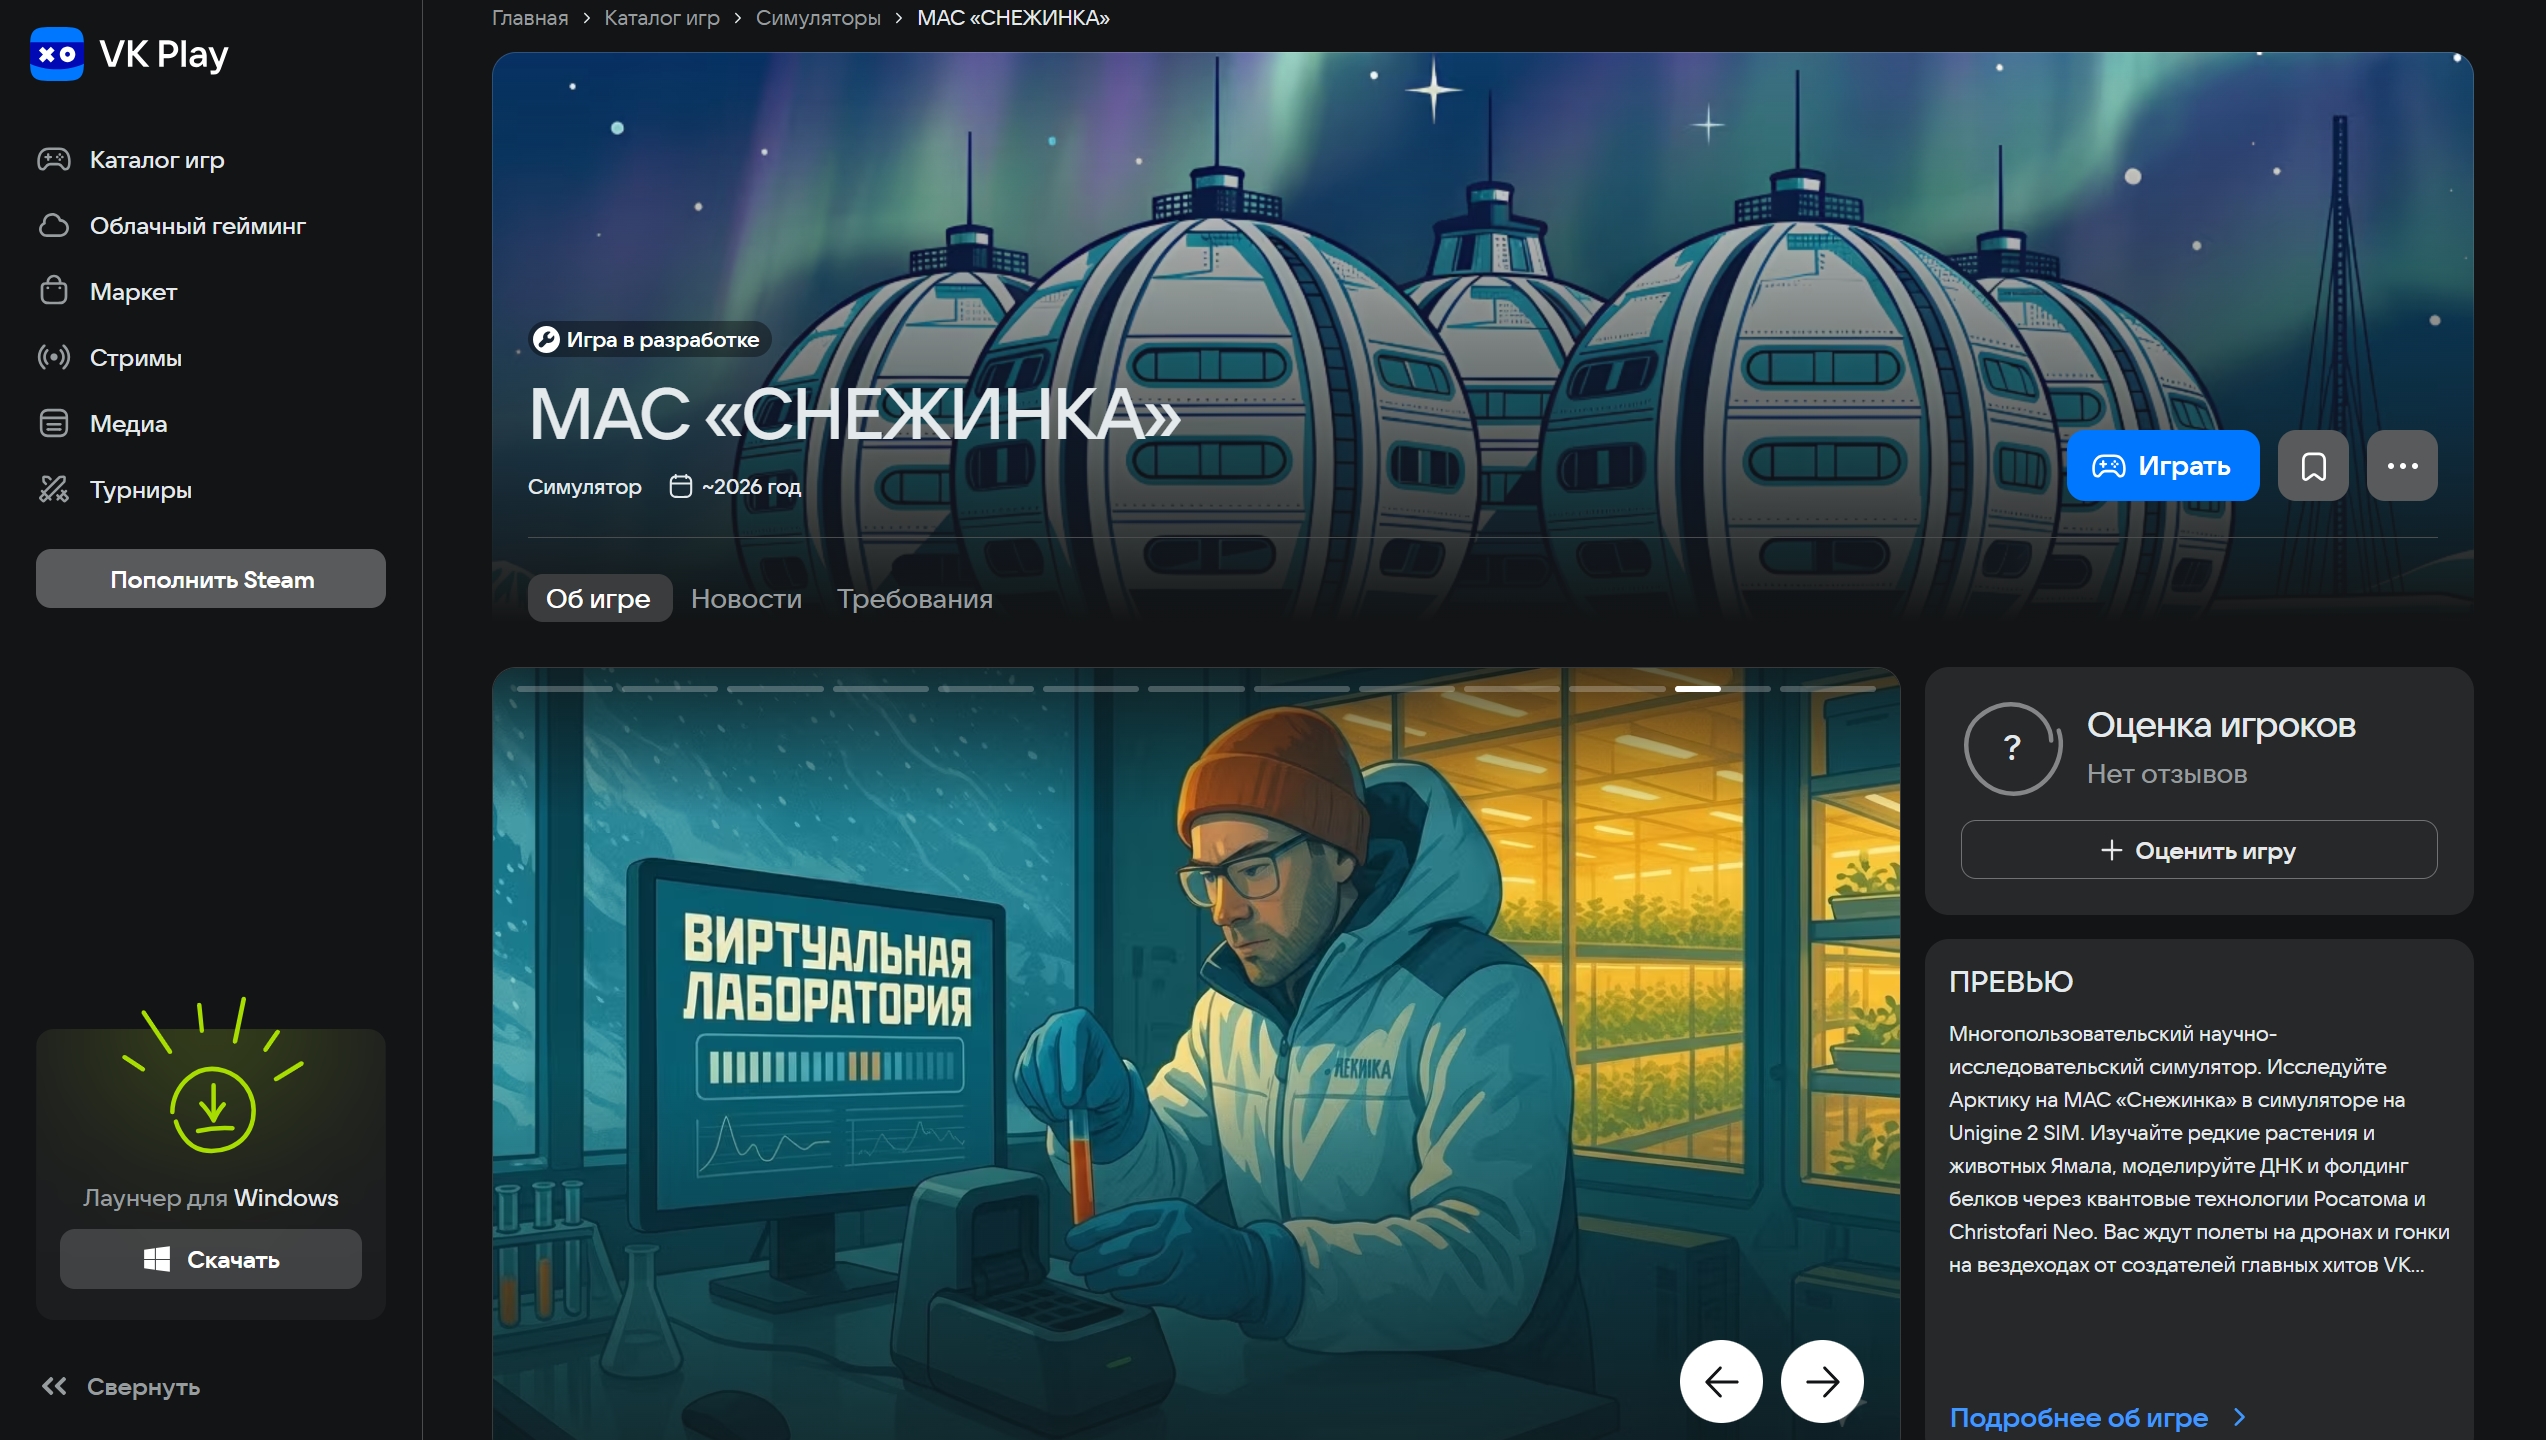 VK Play
Каталог игр
Облачный гейминг
Маркет
Стримы
Медиа
Турниры
Пополнить Steam
Лаунчер для Windows
Скачать
Свернуть
Главная > Каталог игр > Симуляторы > МАС «СНЕЖИНКА»
Игра в разработке
МАС «СНЕЖИНКА»
Симулятор ~2026 год
Играть
Об игре Новости Требования
ВИРТУАЛЬНАЯ
ЛАБОРАТОРИЯ
?
Оценка игроков
Нет отзывов
Оценить игру
ПРЕВЬЮ
Многопользовательский научно-
исследовательский симулятор. Исследуйте
Арктику на МАС «Снежинка» в симуляторе на
Unigine 2 SIM. Изучайте редкие растения и
животных Ямала, моделируйте ДНК и фолдинг
белков через квантовые технологии Росатома и
Christofari Neo. Вас ждут полеты на дронах и гонки
на вездеходах от создателей главных хитов VK...
Подробнее об игре